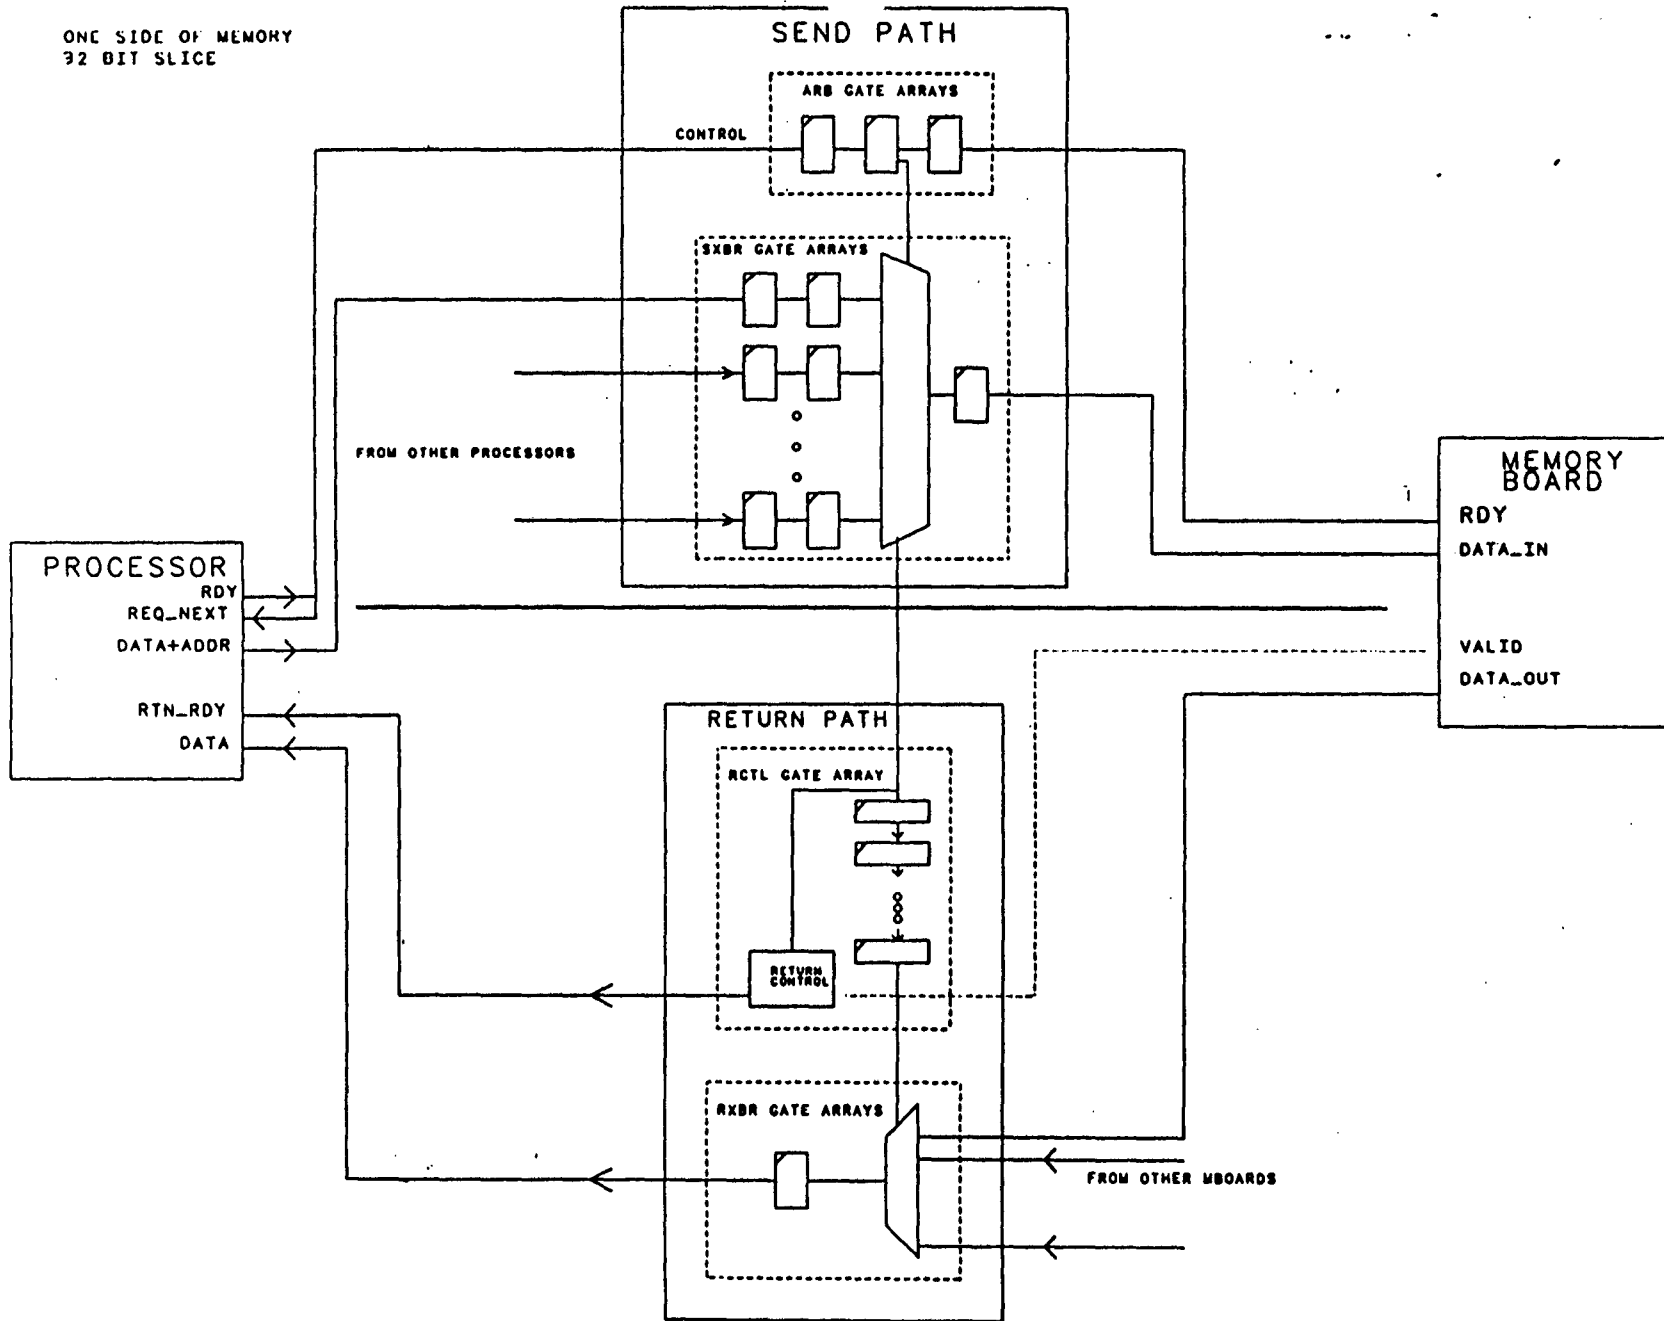 ONE SIDE OF MEMORY
32 BIT SLICE
SEND PATH
ARB GATE ARRAYS
CONTROL
SXBR GATE ARRAYS
FROM OTHER PROCESSORS
MEMORY
BOARD
RDY
DATA_IN
VALID
DATA_OUT
PROCESSOR
RDY
REQ_NEXT
DATA+ADDR
RTN_RDY
DATA
RETURN PATH
RCTL GATE ARRAY
RETURN
CONTROL
RXBR GATE ARRAYS
FROM OTHER MBOARDS